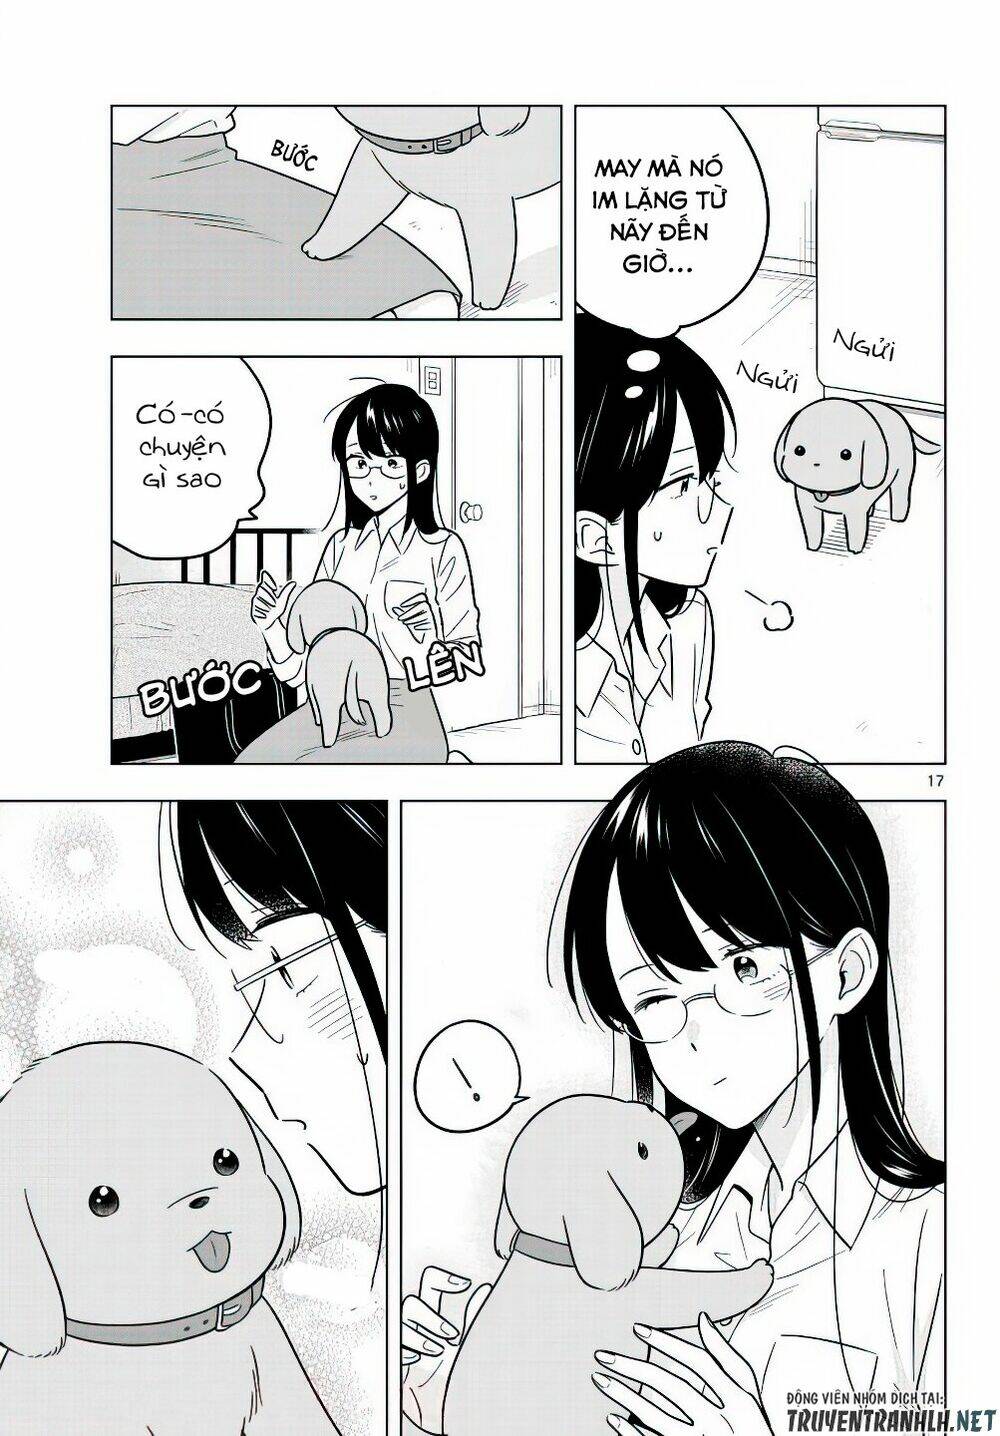 MAY MÀ NÓ
IM LẶNG TỪ
NÃY ĐẾN
GIỜ...
NGỬI
NGỬI
BƯỚC
Có-có
chuyện
gì sao
BƯỚC
LÊN
17
!
ĐỘNG VIÊN NHÓM DỊCH TẠI:
TRUYENTRANHLH.NET